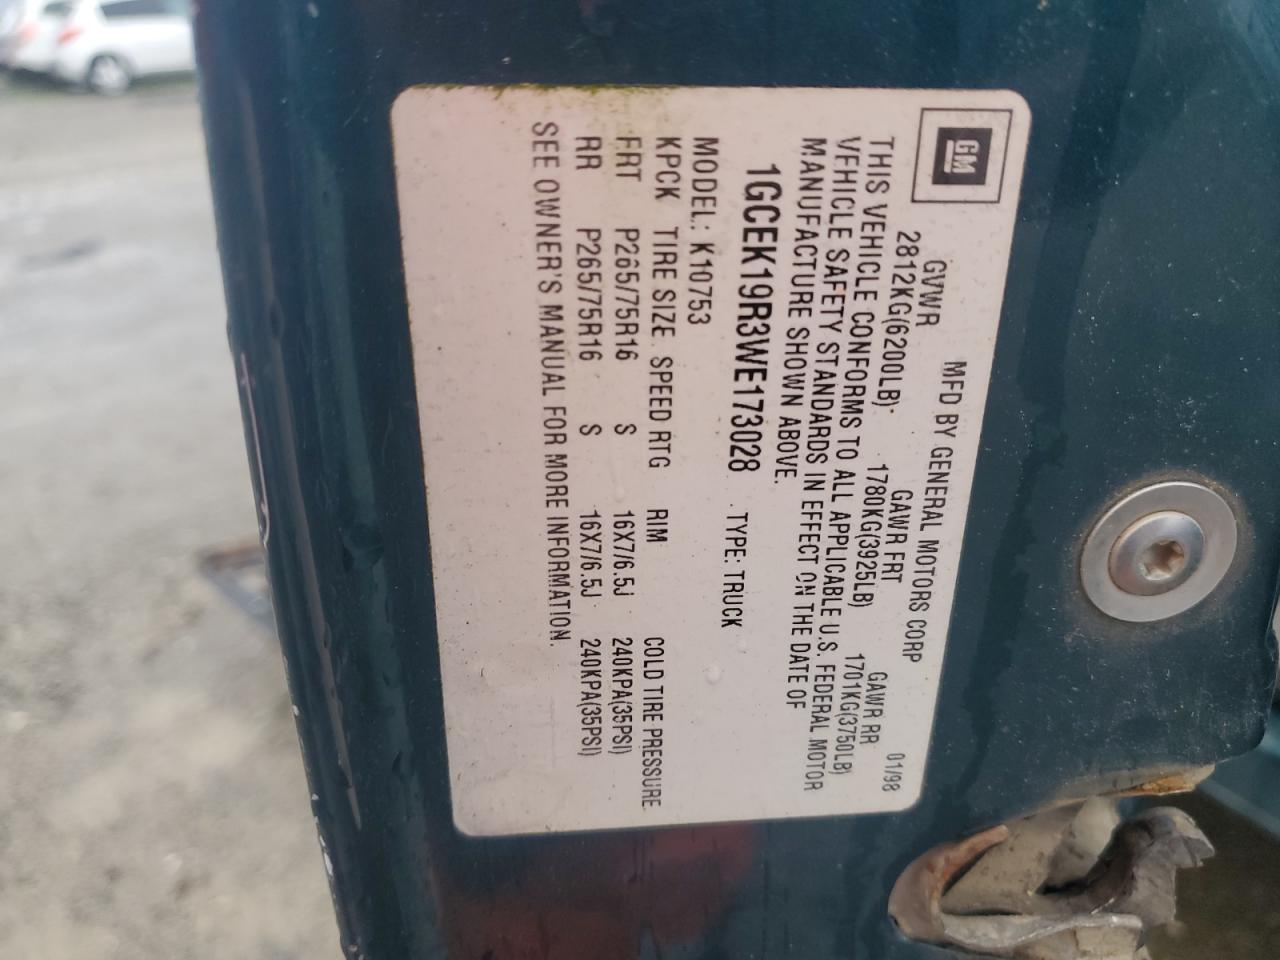 GM
MFD BY GENERAL MOTORS CORP 01/98
GVWR GAWR FRT GAWR RR
2812KG(6200LB) 1780KG(3925LB) 1701KG(3750LB)
THIS VEHICLE CONFORMS TO ALL APPLICABLE U.S. FEDERAL MOTOR
VEHICLE SAFETY STANDARDS IN EFFECT ON THE DATE OF
MANUFACTURE SHOWN ABOVE.
1GCEK19R3WE173028 TYPE: TRUCK
MODEL: K10753
KPCK TIRE SIZE SPEED RTG RIM COLD TIRE PRESSURE
FRT P265/75R16 S 16X7/6.5J 240KPA(35PSI)
RR P265/75R16 S 16X7/6.5J 240KPA(35PSI)
SEE OWNER'S MANUAL FOR MORE INFORMATION.